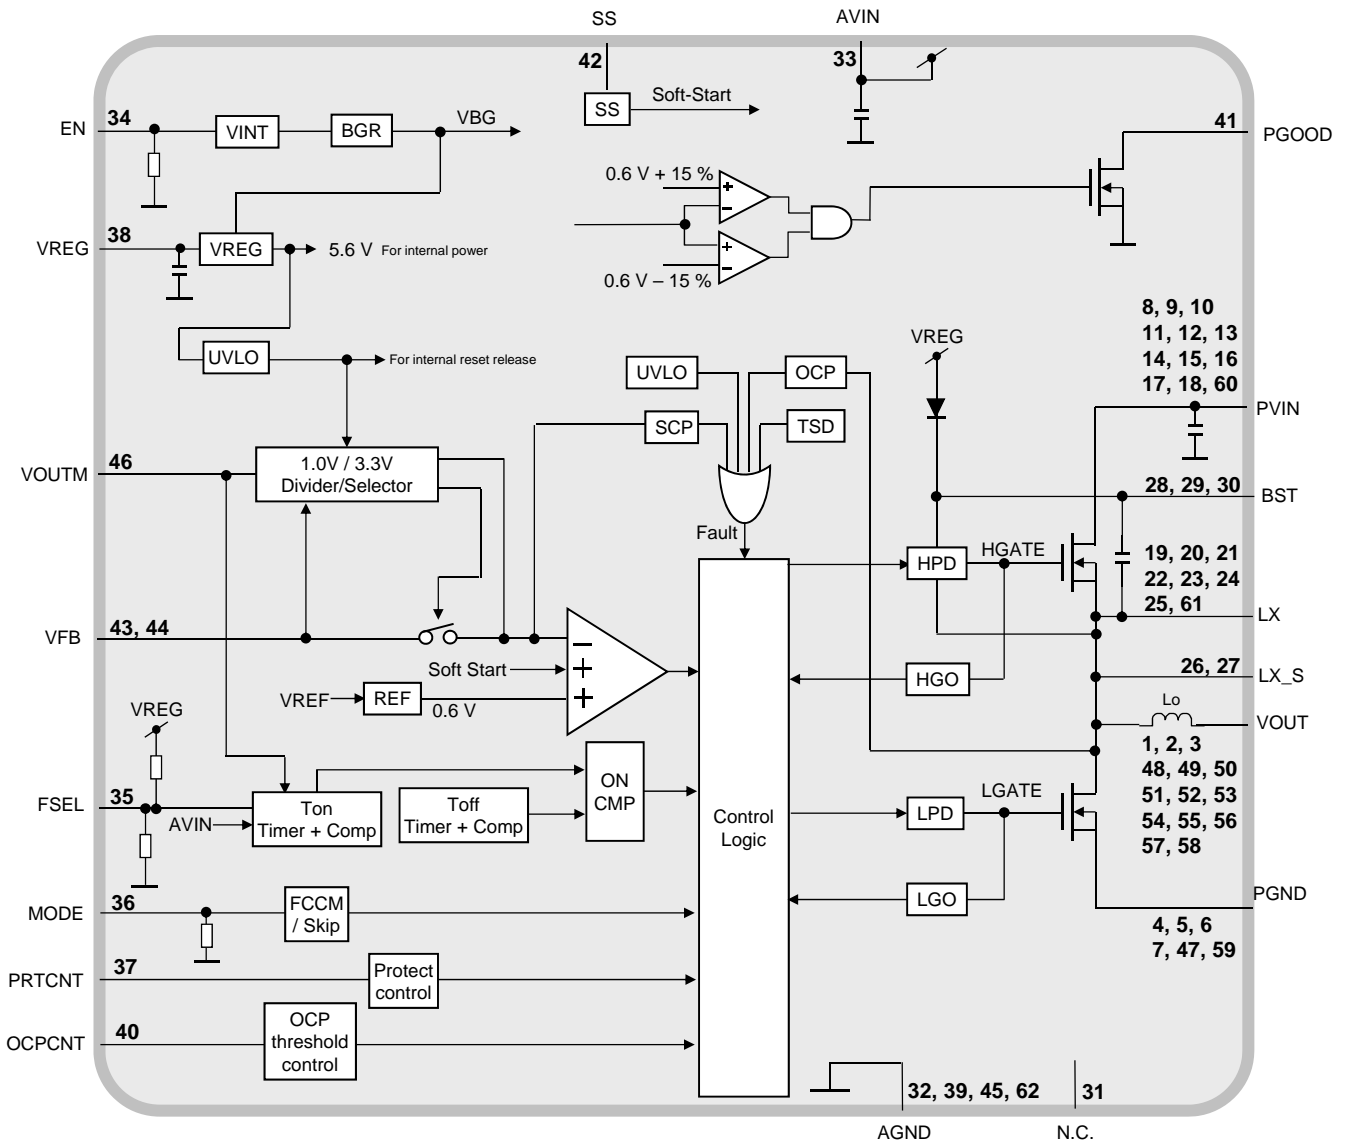 SS
AVIN
42
33
SS
Soft-Start
EN
34
VINT
BGR
VBG
41
PGOOD
0.6 V + 15 %
+
−
+
−
0.6 V – 15 %
VREG
38
VREG
5.6 V For internal power
8, 9, 10
11, 12, 13
14, 15, 16
17, 18, 60
PVIN
VREG
UVLO
For internal reset release
UVLO
OCP
SCP
TSD
VOUTM
46
1.0V / 3.3V
Divider/Selector
28, 29, 30
BST
Fault
HPD
HGATE
19, 20, 21
22, 23, 24
25, 61
LX
VFB
43, 44
−
Soft Start
+
VREF
REF
0.6 V
+
HGO
26, 27
LX_S
Lo
VOUT
VREG
1, 2, 3
48, 49, 50
51, 52, 53
54, 55, 56
57, 58
FSEL
35
AVIN
Ton
Timer + Comp
Toff
Timer + Comp
ON
CMP
Control
Logic
LPD
LGATE
LGO
PGND
4, 5, 6
7, 47, 59
MODE
36
FCCM
/ Skip
PRTCNT
37
Protect
control
OCPCNT
40
OCP
threshold
control
32, 39, 45, 62
31
AGND
N.C.